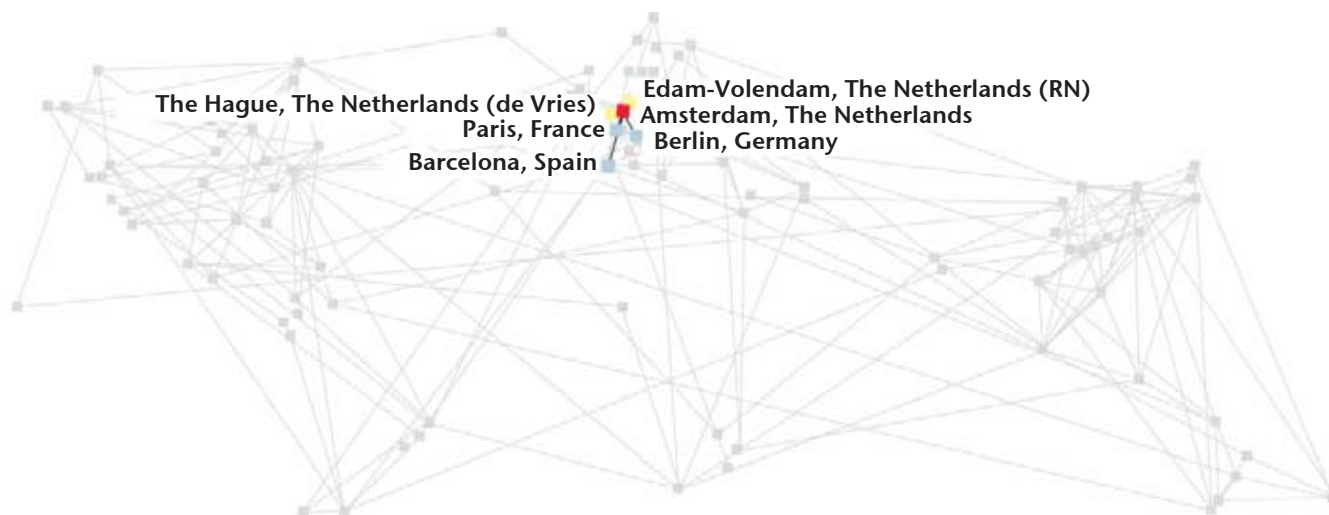 Edam-Volendam, The Netherlands (RN)
The Hague, The Netherlands (de Vries)
Amsterdam, The Netherlands
Paris, France
Berlin, Germany
Barcelona, Spain